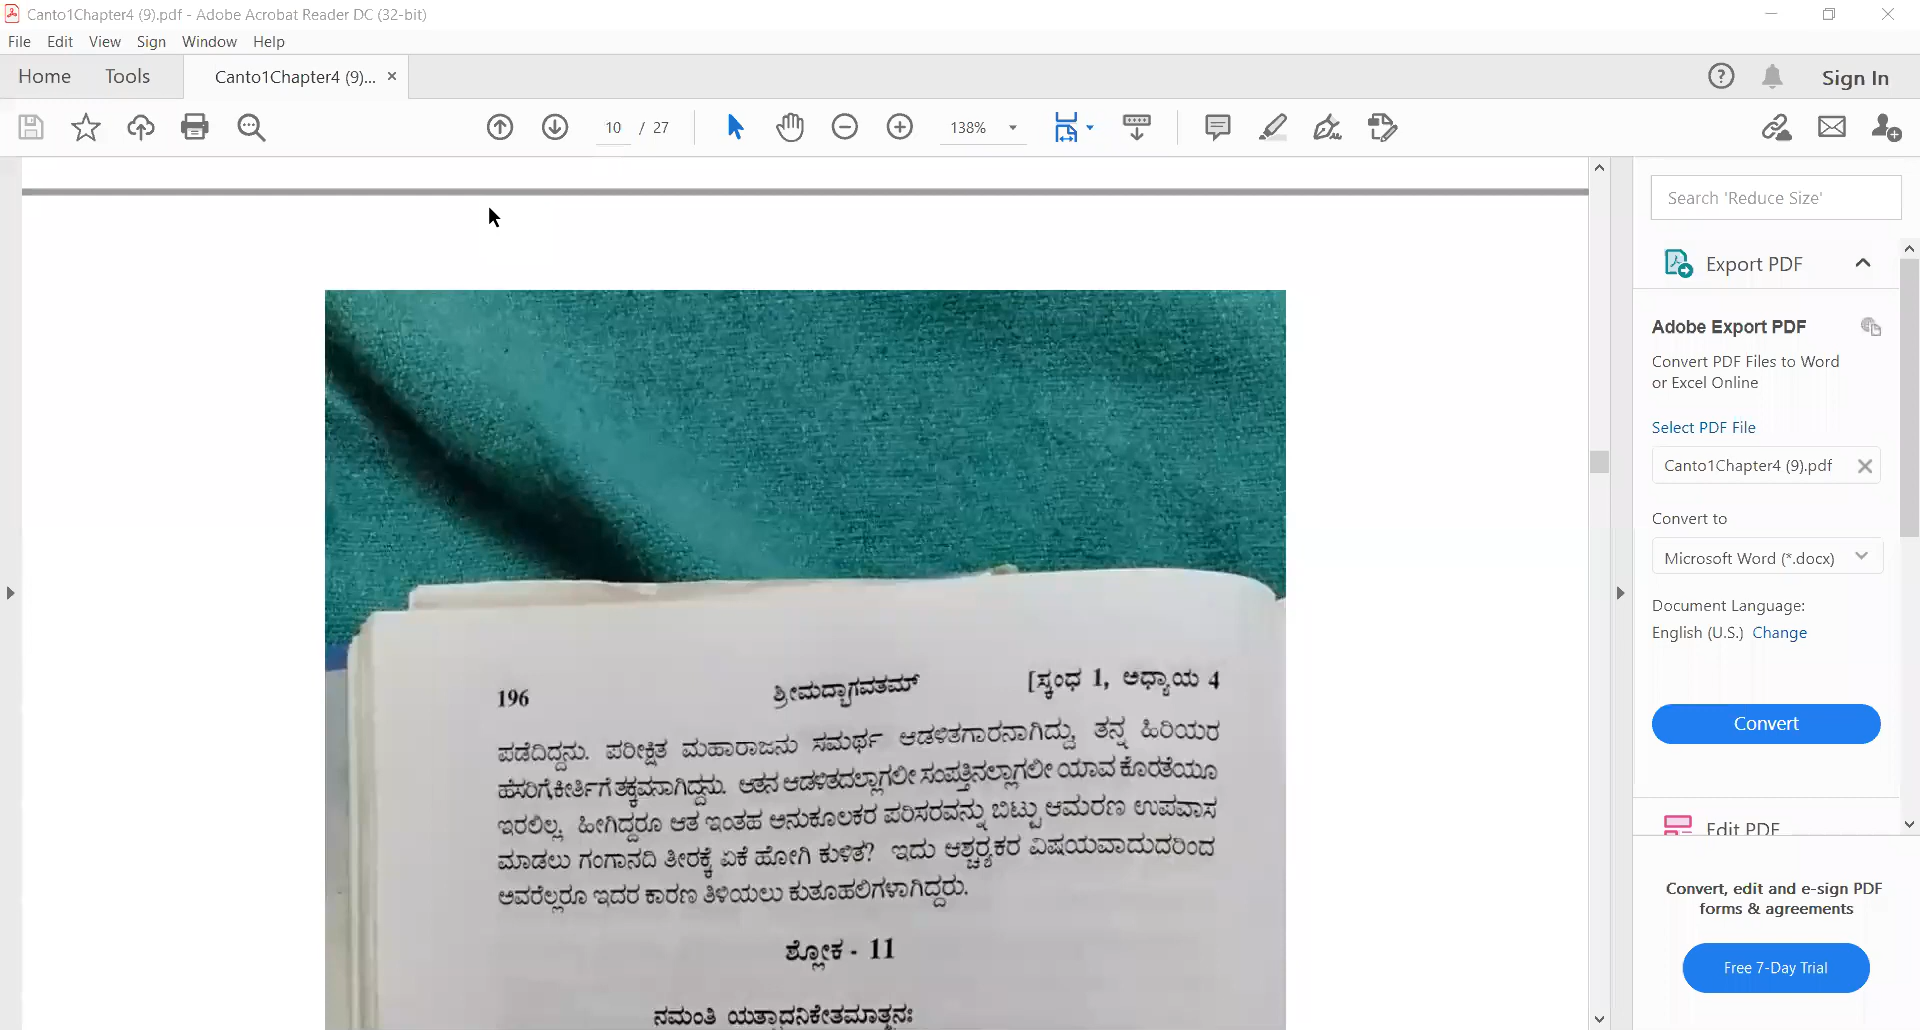 Canto1Chapter4 (9).pdf - Adobe Acrobat Reader DC (32-bit)
File Edit View Sign Window Help
Home Tools Canto1Chapter4 (9)... × Sign In
10 / 27 138%
Search 'Reduce Size'
Export PDF
Adobe Export PDF
Convert PDF Files to Word
or Excel Online
Select PDF File
Canto1Chapter4 (9).pdf
Convert to
Microsoft Word (*.docx)
Document Language:
English (U.S.) Change
Convert
Edit PDF
Convert, edit and e-sign PDF
forms & agreements
Free 7-Day Trial
196 ಶ್ರೀಮದ್ಭಾಗವತಮ್ [ಸ್ಕಂಧ 1, ಅಧ್ಯಾಯ 4
ಪಡೆದಿದ್ದನು. ಪರೀಕ್ಷಿತ ಮಹಾರಾಜನು ಸಮರ್ಥ ಆಡಳಿತಗಾರನಾಗಿದ್ದು, ತನ್ನ ಹಿರಿಯರ
ಹೆಸರಿಗೆ,ಕೀರ್ತಿಗೆ ತಕ್ಕವನಾಗಿದ್ದನು. ಆತನ ಆಡಳಿತದಲ್ಲಾಗಲೀ ಸಂಪತ್ತಿನಲ್ಲಾಗಲೀ ಯಾವ ಕೊರತೆಯೂ
ಇರಲಿಲ್ಲ. ಹೀಗಿದ್ದರೂ ಆತ ಇಂತಹ ಅನುಕೂಲಕರ ಪರಿಸರವನ್ನು ಬಿಟ್ಟು ಆಮರಣ ಉಪವಾಸ
ಮಾಡಲು ಗಂಗಾನದಿ ತೀರಕ್ಕೆ ಏಕೆ ಹೋಗಿ ಕುಳಿತ? ಇದು ಆಶ್ಚರ್ಯಕರ ವಿಷಯವಾದುದರಿಂದ
ಅವರೆಲ್ಲರೂ ಇದರ ಕಾರಣ ತಿಳಿಯಲು ಕುತೂಹಲಿಗಳಾಗಿದ್ದರು.
ಶ್ಲೋಕ - 11
ನಮಂತಿ ಯತ್ಪಾದನಿಕೇತಮಾತ್ಮನಃ